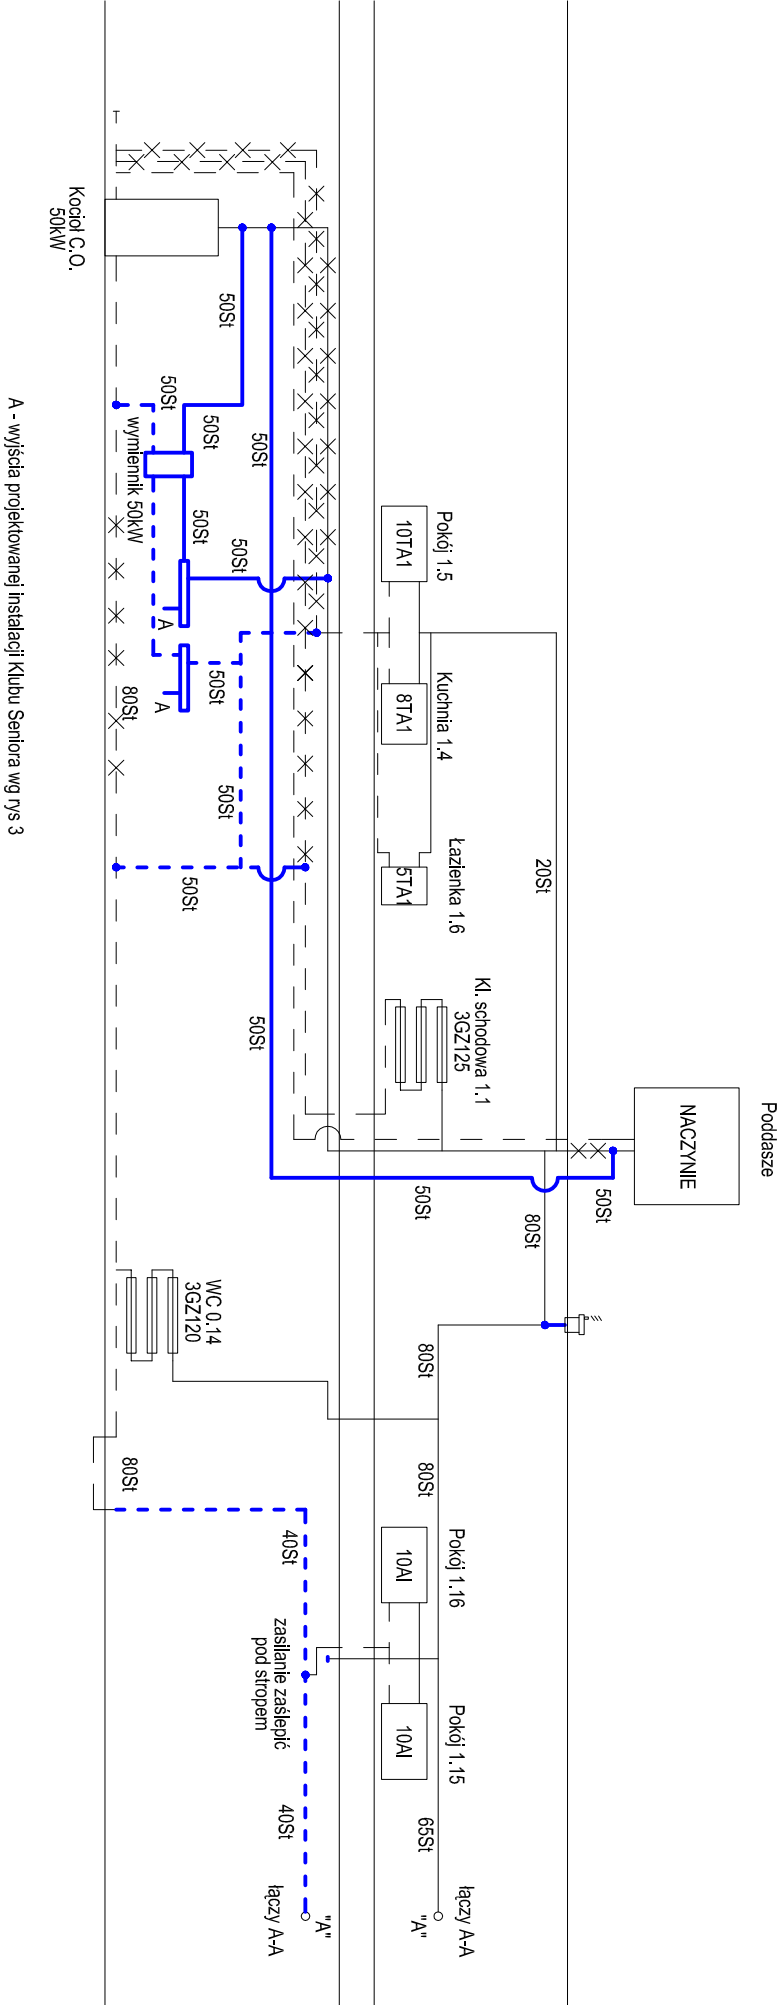 Poddasze
NACZYNIE
Pokój 1.5
10TA1
Kuchnia 1.4
8TA1
Łazienka 1.6
5TA1
Kl. schodowa 1.1
3GZ125
20St
50St
80St
80St
80St
Pokój 1.16
10AI
Pokój 1.15
10AI
65St
łączy A-A
"A"
50St
50St
50St
50St
50St
50St
50St
50St
50St
50St
50St
wymiennik 50kW
A
A
80St
Kocioł C.O.
50kW
WC 0.14
3GZ120
80St
40St
zasilanie zaślepić
pod stropem
40St
"A"
łączy A-A
A - wyjścia projektowanej instalacji Klubu Seniora wg rys 3